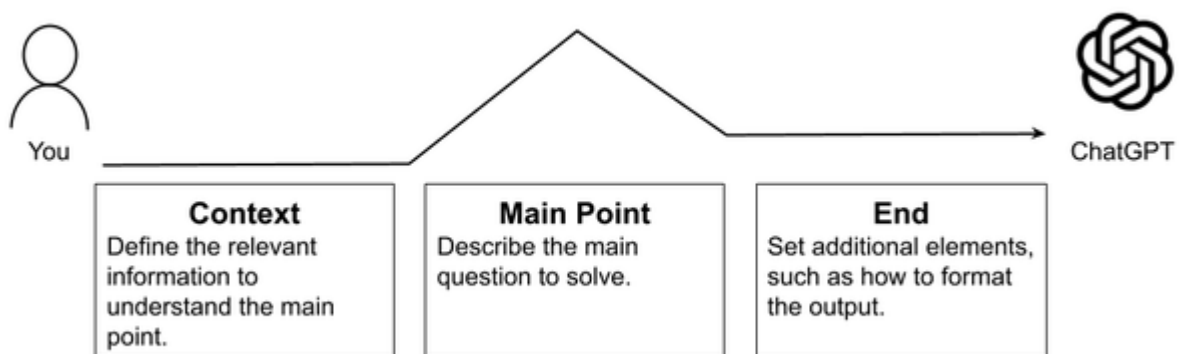 You
ChatGPT
Context
Define the relevant
information to
understand the main
point.
Main Point
Describe the main
question to solve.
End
Set additional elements,
such as how to format
the output.